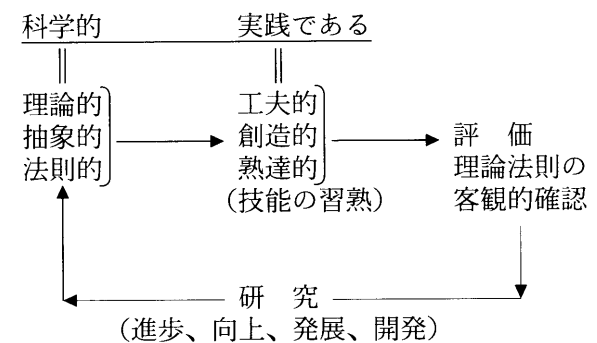 科学的　実践である
理論的　工夫的
抽象的　創造的　評　価
法則的　熟達的　理論法則の
（技能の習熟）　客観的確認
研　究
（進歩、向上、発展、開発）